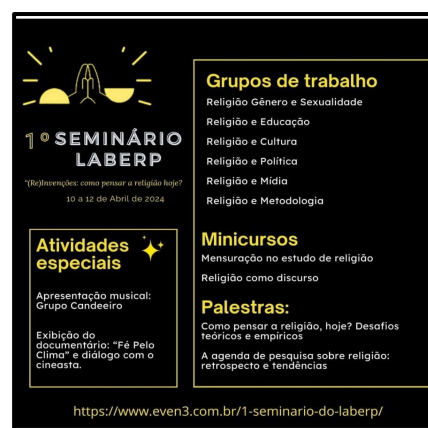 1º SEMINÁRIO
LABERP
"(Re)Invenções: como pensar a religião hoje?
10 a 12 de Abril de 2024
Atividades
especiais
Apresentação musical:
Grupo Candeeiro
Exibição do
documentário: “Fé Pelo
Clima” e diálogo com o
cineasta.
Grupos de trabalho
Religião Gênero e Sexualidade
Religião e Educação
Religião e Cultura
Religião e Política
Religião e Mídia
Religião e Metodologia
Minicursos
Mensuração no estudo de religião
Religião como discurso
Palestras:
Como pensar a religião, hoje? Desafios
teóricos e empíricos
A agenda de pesquisa sobre religião:
retrospecto e tendências
https://www.even3.com.br/1-seminario-do-laberp/